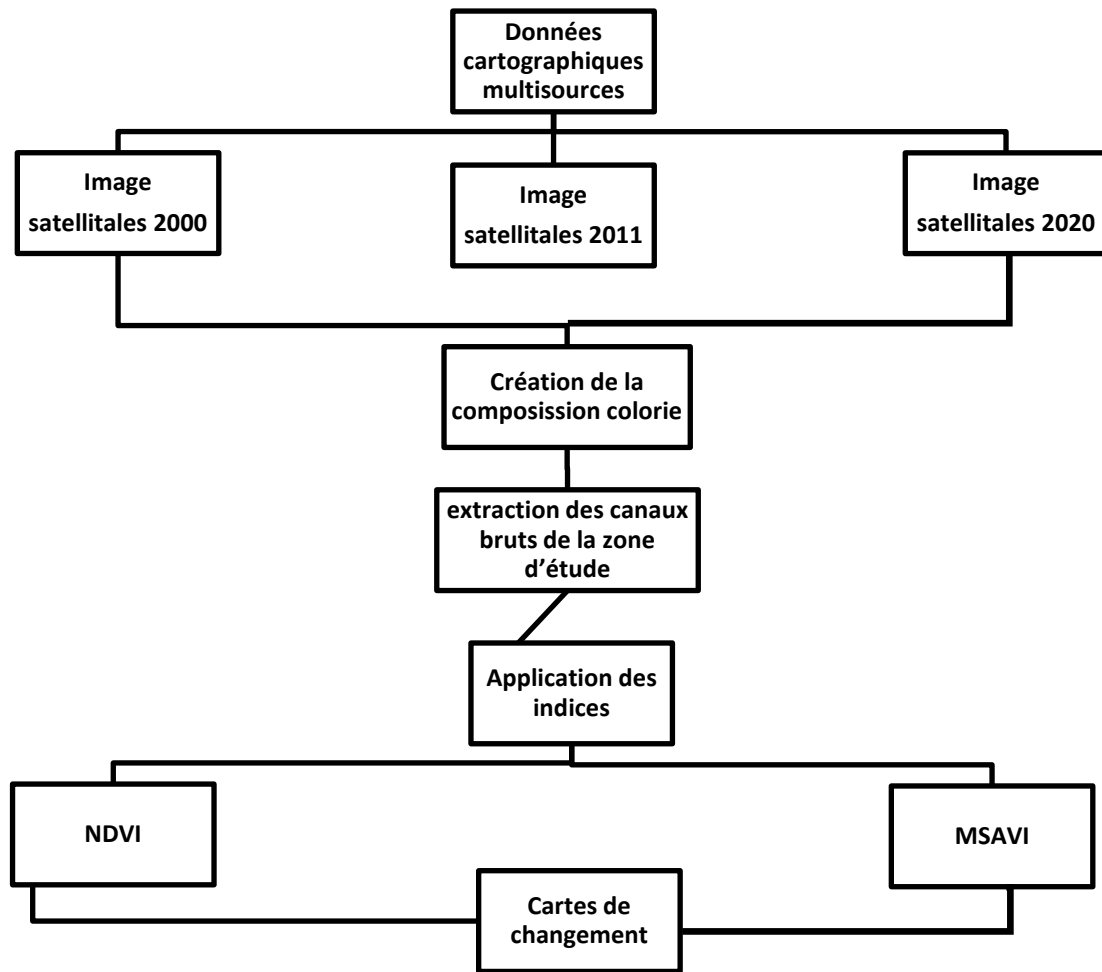 Données
cartographiques
multisources
Image
satellitales 2000
Image
satellitales 2011
Image
satellitales 2020
Création de la
composission colorie
extraction des canaux
bruts de la zone
d’étude
Application des
indices
NDVI
MSAVI
Cartes de
changement